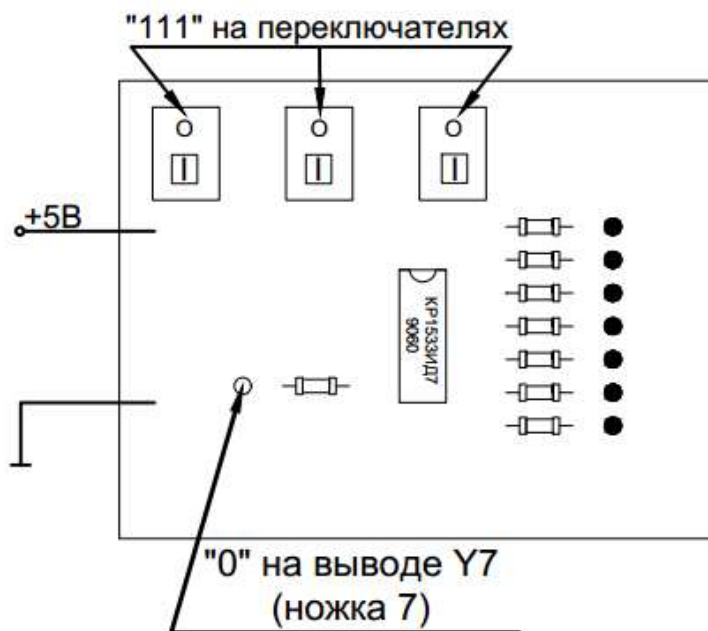 "111" на переключателях
O
O
O
I
I
I
+5В
КР1533ИД7
9060
"0" на выводе Y7
(ножка 7)